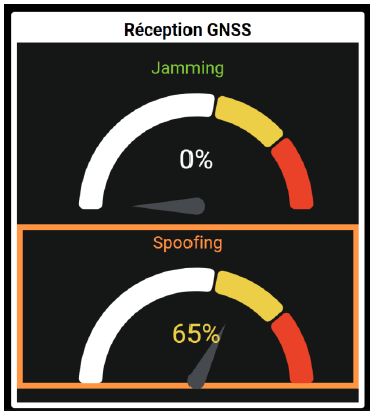 Réception GNSS
Jamming
0%
Spoofing
65%